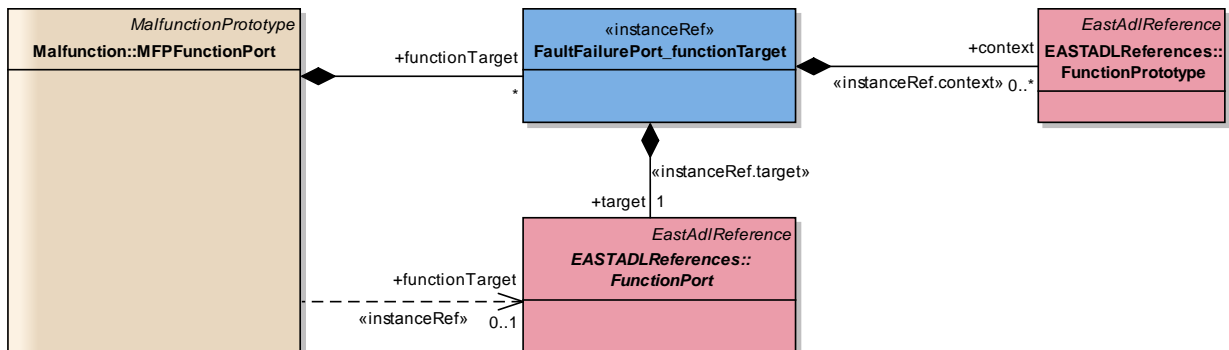 MalfunctionPrototype
Malfunction::MFPFunctionPort
+functionTarget
*
«instanceRef»
FaultFailurePort_functionTarget
+context
«instanceRef.context»
0..*
EastAdlReference
EASTADLReferences::
FunctionPrototype
«instanceRef.target»
+target
1
EastAdlReference
EASTADLReferences::
FunctionPort
+functionTarget
«instanceRef»
0..1